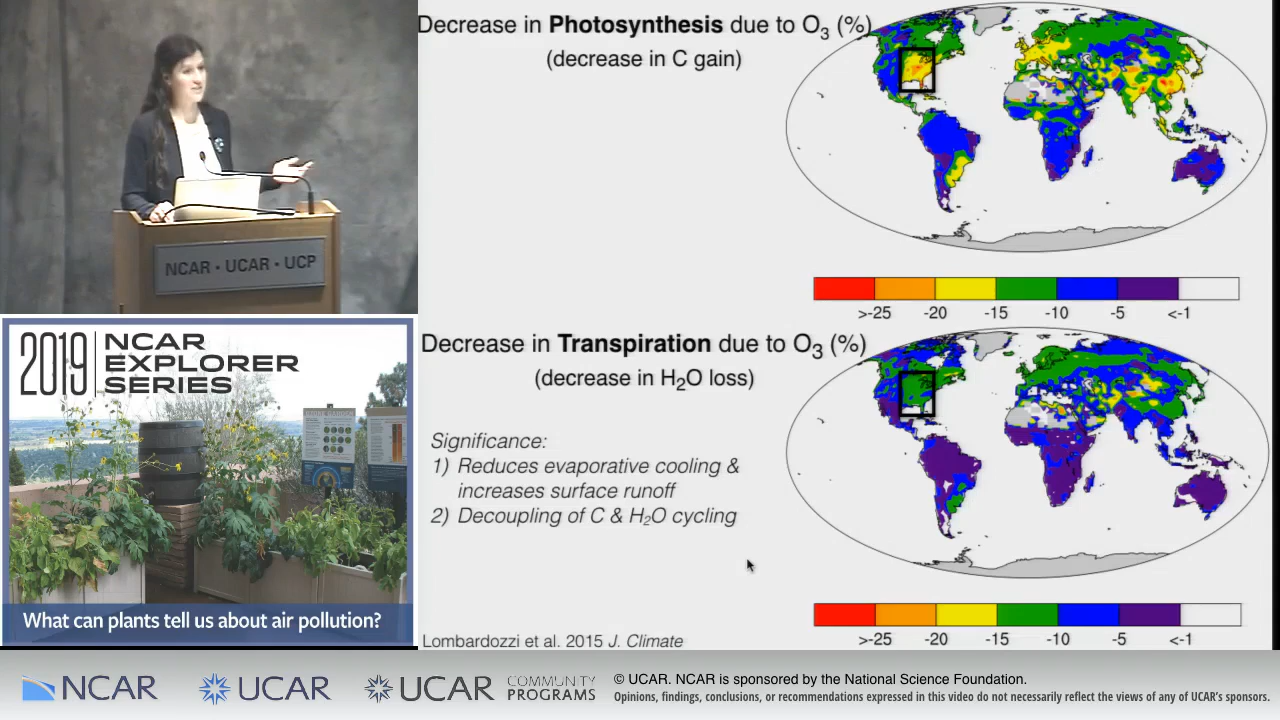 NCAR • UCAR • UCP
Decrease in Photosynthesis due to O₃ (%)
(decrease in C gain)
>-25 -20 -15 -10 -5 <-1
Decrease in Transpiration due to O₃ (%)
(decrease in H₂O loss)
Significance:
1) Reduces evaporative cooling &
increases surface runoff
2) Decoupling of C & H₂O cycling
>-25 -20 -15 -10 -5 <-1
Lombardozzi et al. 2015 J. Climate
2019 NCAR
EXPLORER
SERIES
What can plants tell us about air pollution?
NCAR
UCAR
UCAR COMMUNITY
PROGRAMS
© UCAR. NCAR is sponsored by the National Science Foundation.
Opinions, findings, conclusions, or recommendations expressed in this video do not necessarily reflect the views of any of UCAR's sponsors.